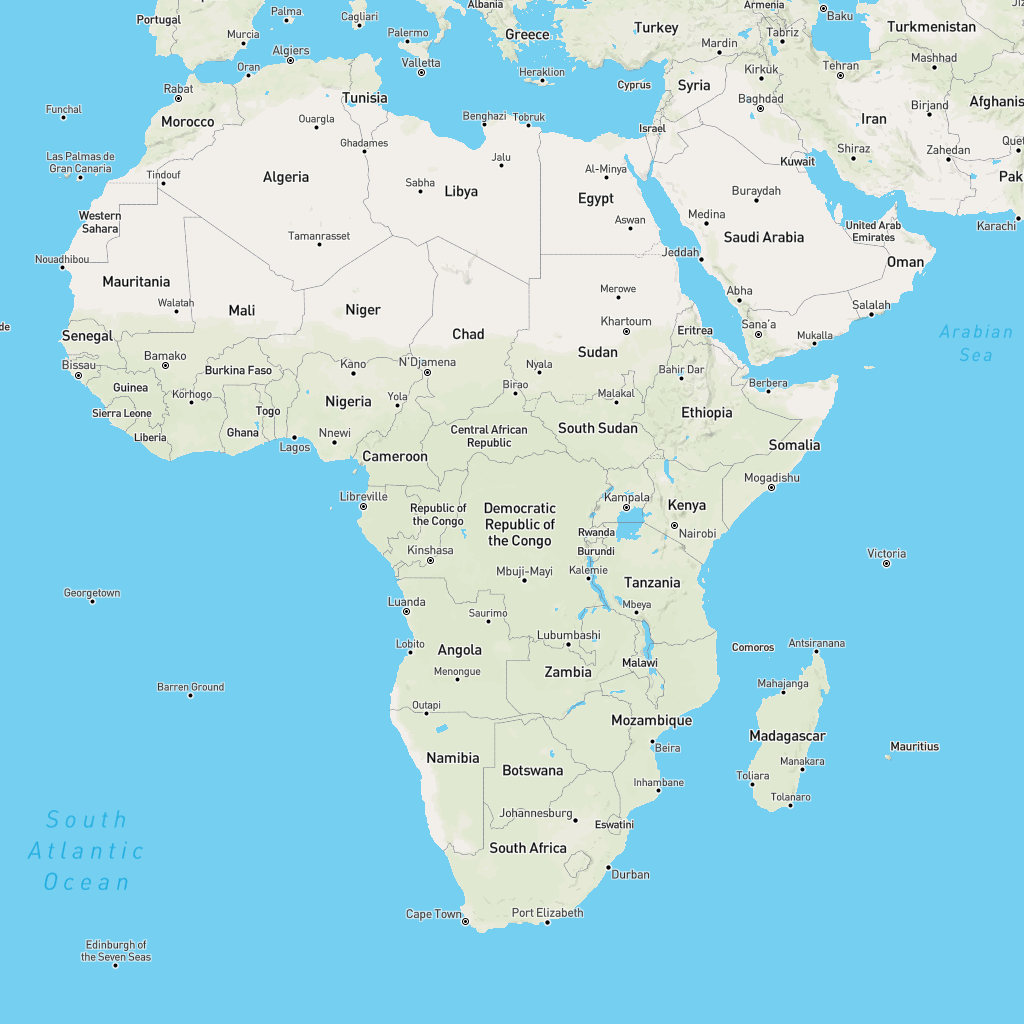 Portugal
Palma
Cagliari
Albania
Armenia
Baku
Murcia
Palermo
Greece
Turkey
Tabriz
Turkmenistan
Algiers
Oran
Valletta
Heraklion
Mardin
Kirkūk
Tehran
Mashhad
Rabat
Tunisia
Cyprus
Syria
Baghdad
Birjand
Afghanis
Funchal
Morocco
Ouargla
Benghazi
Tobruk
Israel
Iran
Ghadames
Shiraz
Zahedan
Quet
Las Palmas de
Gran Canaria
Tindouf
Algeria
Sabha
Jalu
Libya
Al-Minya
Egypt
Kuwait
Buraydah
Pak
Western
Sahara
Tamanrasset
Aswan
Medina
Saudi Arabia
United Arab
Emirates
Karachi
Nouadhibou
Jeddah
Oman
Mauritania
Walatah
Mali
Niger
Merowe
Abha
Salalah
de
Senegal
Chad
Khartoum
Eritrea
Sana'a
Mukalla
Arabian
Sea
Bissau
Bamako
Burkina Faso
Kano
N'Djamena
Nyala
Sudan
Bahir Dar
Berbera
Guinea
Korhogo
Nigeria
Yola
Birao
Malakal
Sierra Leone
Togo
Ethiopia
Liberia
Ghana
Lagos
Nnewi
Central African
Republic
South Sudan
Somalia
Cameroon
Mogadishu
Libreville
Republic of
the Congo
Democratic
Republic of
the Congo
Kampala
Kenya
Rwanda
Nairobi
Kinshasa
Burundi
Victoria
Mbuji-Mayi
Kalemie
Tanzania
Georgetown
Luanda
Saurimo
Mbeya
Lobito
Angola
Lubumbashi
Comoros
Antsiranana
Menongue
Zambia
Malawi
Barren Ground
Mahajanga
Outapi
Mozambique
Beira
Madagascar
Mauritius
Namibia
Botswana
Manakara
Inhambane
Toliara
Tolanaro
South
Atlantic
Ocean
Johannesburg
Eswatini
South Africa
Durban
Cape Town
Port Elizabeth
Edinburgh of
the Seven Seas